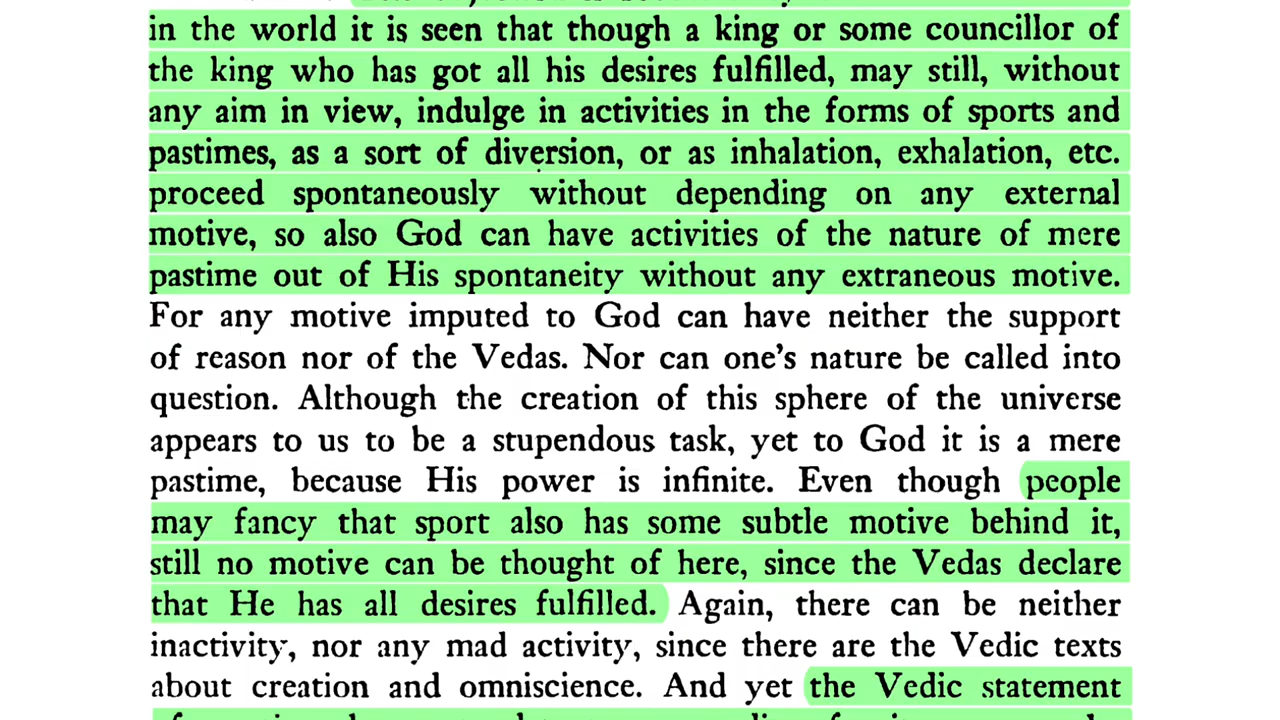 in the world it is seen that though a king or some councillor of
the king who has got all his desires fulfilled, may still, without
any aim in view, indulge in activities in the forms of sports and
pastimes, as a sort of diversion, or as inhalation, exhalation, etc.
proceed spontaneously without depending on any external
motive, so also God can have activities of the nature of mere
pastime out of His spontaneity without any extraneous motive.
For any motive imputed to God can have neither the support
of reason nor of the Vedas. Nor can one's nature be called into
question. Although the creation of this sphere of the universe
appears to us to be a stupendous task, yet to God it is a mere
pastime, because His power is infinite. Even though people
may fancy that sport also has some subtle motive behind it,
still no motive can be thought of here, since the Vedas declare
that He has all desires fulfilled. Again, there can be neither
inactivity, nor any mad activity, since there are the Vedic texts
about creation and omniscience. And yet the Vedic statement